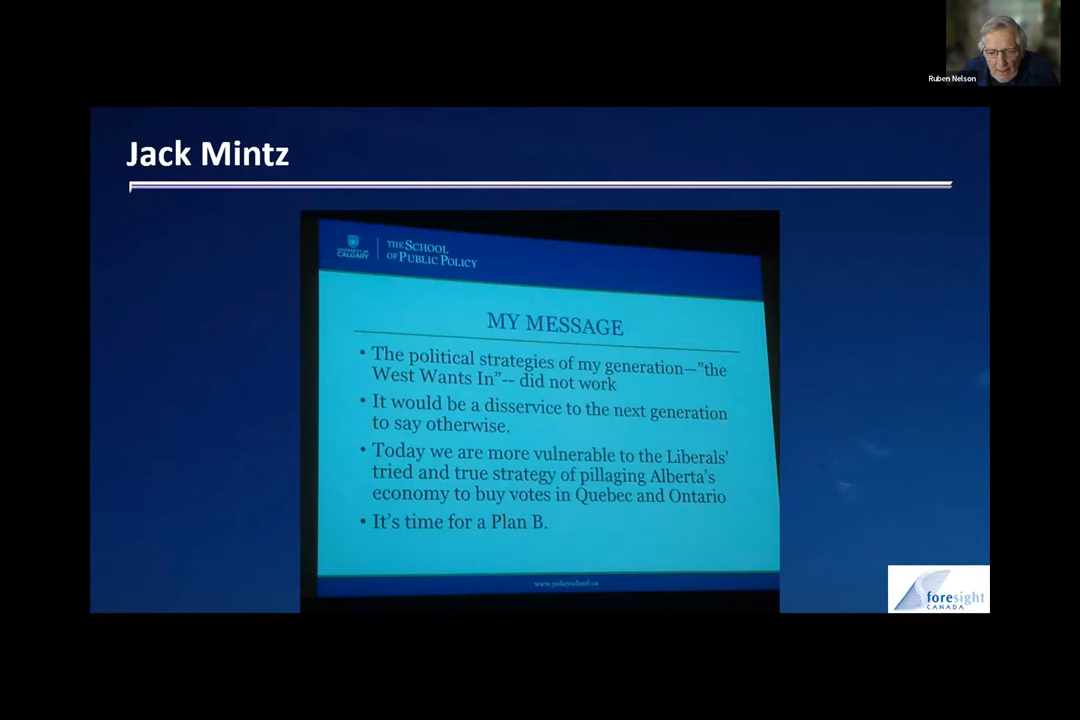 Ruben Nelson
Jack Mintz
UNIVERSITY OF
CALGARY
THE SCHOOL
OF PUBLIC POLICY
MY MESSAGE
• The political strategies of my generation—”the
West Wants In”-- did not work
• It would be a disservice to the next generation
to say otherwise.
• Today we are more vulnerable to the Liberals'
tried and true strategy of pillaging Alberta's
economy to buy votes in Quebec and Ontario
• It's time for a Plan B.
www.policyschool.ca
foresight
CANADA